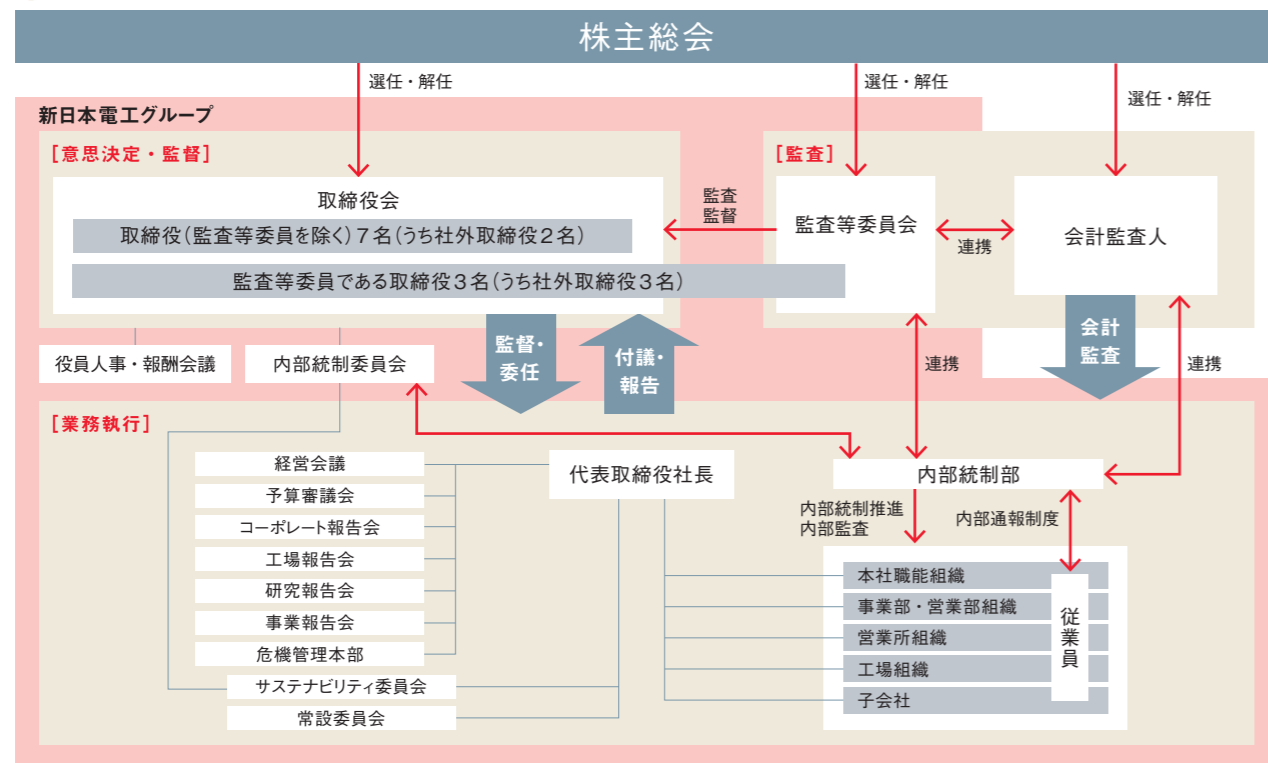 株主総会
選任・解任
選任・解任
選任・解任
新日本電工グループ
[意思決定・監督]
[監査]
取締役会
取締役(監査等委員を除く)7名(うち社外取締役2名)
監査等委員である取締役3名(うち社外取締役3名)
監査
監督
監査等委員会
連携
会計監査人
役員人事・報酬会議
内部統制委員会
監督・
委任
付議・
報告
連携
会計
監査
連携
[業務執行]
経営会議
予算審議会
コーポレート報告会
工場報告会
研究報告会
事業報告会
危機管理本部
サステナビリティ委員会
常設委員会
代表取締役社長
内部統制部
内部統制推進
内部監査
内部通報制度
本社職能組織
事業部・営業部組織
営業所組織
工場組織
子会社
従業員